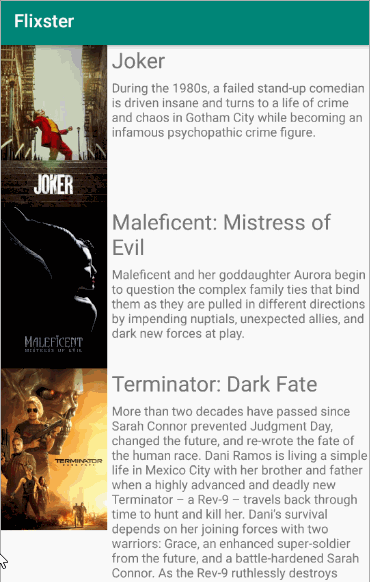 Flixster
Joker
During the 1980s, a failed stand-up comedian
is driven insane and turns to a life of crime
and chaos in Gotham City while becoming an
infamous psychopathic crime figure.
JOKER
Maleficent: Mistress of
Evil
Maleficent and her goddaughter Aurora begin
to question the complex family ties that bind
them as they are pulled in different directions
by impending nuptials, unexpected allies, and
dark new forces at play.
MALEFICENT
MISTRESS OF EVIL
Terminator: Dark Fate
More than two decades have passed since
Sarah Connor prevented Judgment Day,
changed the future, and re-wrote the fate of
the human race. Dani Ramos is living a simple
life in Mexico City with her brother and father
when a highly advanced and deadly new
Terminator – a Rev-9 – travels back through
time to hunt and kill her. Dani's survival
depends on her joining forces with two
warriors: Grace, an enhanced super-soldier
from the future, and a battle-hardened Sarah
Connor. As the Rev-9 ruthlessly destroys
TERMINATOR
DARK FATE